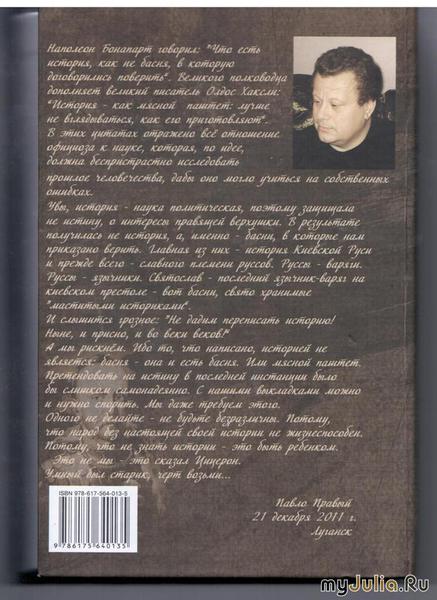 Наполеон Бонапарт говорил: "Что есть
история, как не басня, в которую
договорились поверить". Великого полководца
дополняет великий писатель Олдос Хаксли:
"История - как мясной паштет: лучше
не вглядываться, как его приготовляют".
В этих цитатах отражено всё отношение
официоза к науке, которая, по идее,
должна беспристрастно исследовать
прошлое человечества, дабы оно могло учиться на собственных
ошибках.
Увы, история - наука политическая, поэтому защищала
не истину, а интересы правящей верхушки. В результате
получилась не история, а, именно - басни, в которые нам
приказано верить. Главная из них - история Киевской Руси
и прежде всего - славного племени руссов. Руссы - варяги.
Руссы - язычники. Святослав - последний язычник-варяг на
киевском престоле - вот басни, свято хранимые
"маститыми историками".
И слышится грозное: "Не дадим переписать историю!
Ныне, и присно, и во веки веков!"
А мы рискнём. Ибо то, что написано, историей не
является: басня - она и есть басня. Или мясной паштет.
Претендовать на истину в последней инстанции было
бы слишком самонадеянно. С нашими выкладками можно
и нужно спорить. Мы даже требуем этого.
Одного не делайте - не будьте безразличны. Потому,
что народ без настоящей своей истории не жизнеспособен.
Потому, что не знать истории - это быть ребенком.
Это не мы - это сказал Цицерон.
Умный был старик, черт возьми...
Павло Правый
21 декабря 2011 г.
Луганск
ISBN 978-617-564-013-5
9786175640135
myJulia.Ru